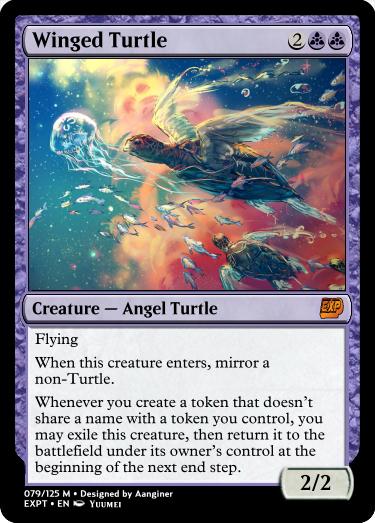 Winged Turtle 2
Creature — Angel Turtle EXP
Flying
When this creature enters, mirror a
non-Turtle.
Whenever you create a token that doesn't
share a name with a token you control, you
may exile this creature, then return it to the
battlefield under its owner's control at the
beginning of the next end step.
2/2
079/125 M • Designed by Aanginer
EXPT • EN Yuumei